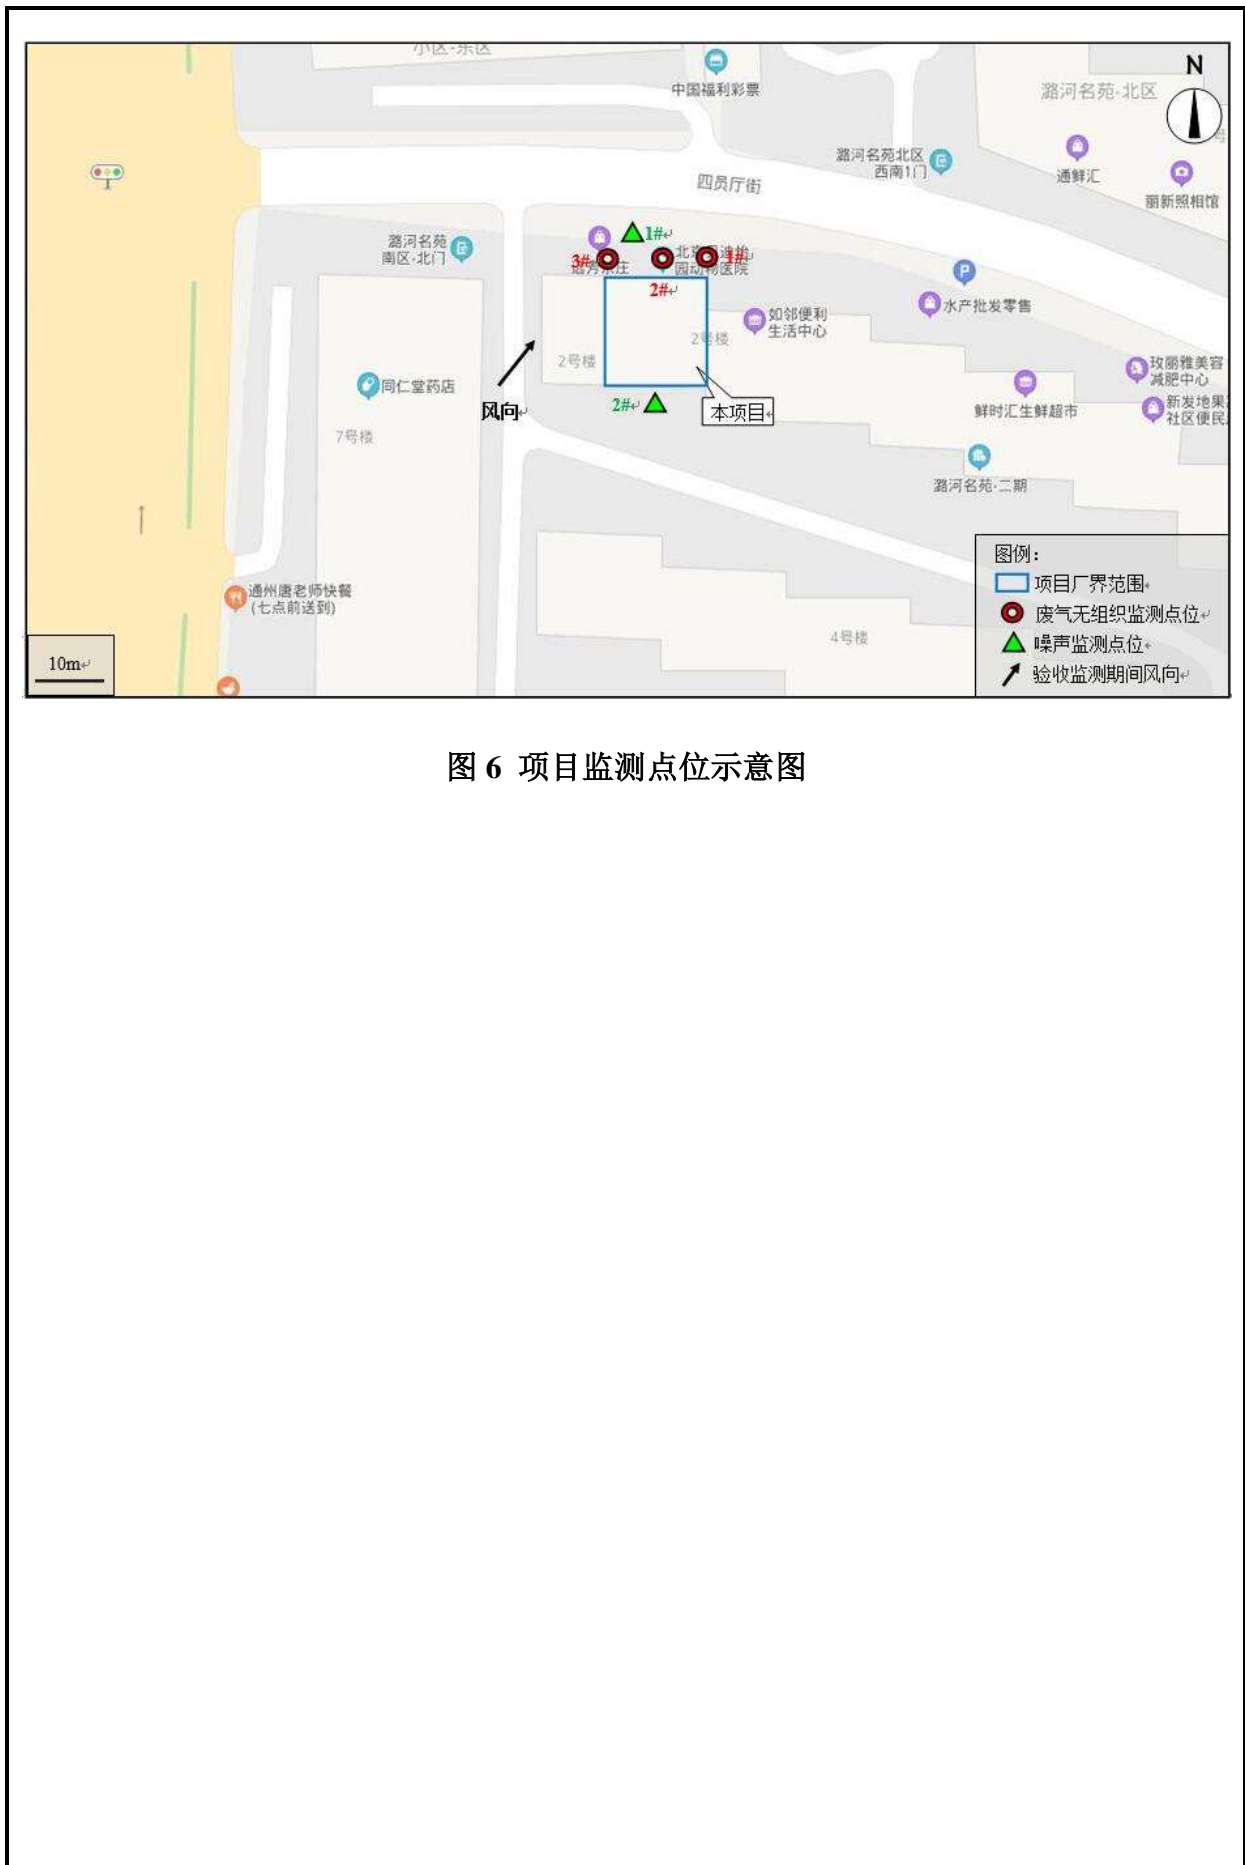 小区-东区
N
中国福利彩票
潞河名苑-北区
号
潞河名苑北区
西南1门
通鲜汇
丽新照相馆
四员厅街
1#
潞河名苑
南区-北门
3#
1#
园动物医院
2#
水产批发零售
如邻便利
生活中心
2号楼
2号楼
玫丽雅美容
减肥中心
同仁堂药店
风向
2#
本项目
鲜时汇生鲜超市
新发地果
社区便民
7号楼
潞河名苑·二期
图例：
项目厂界范围
废气无组织监测点位
噪声监测点位
验收监测期间风向
通州唐老师快餐
(七点前送到)
4号楼
10m
图 6 项目监测点位示意图